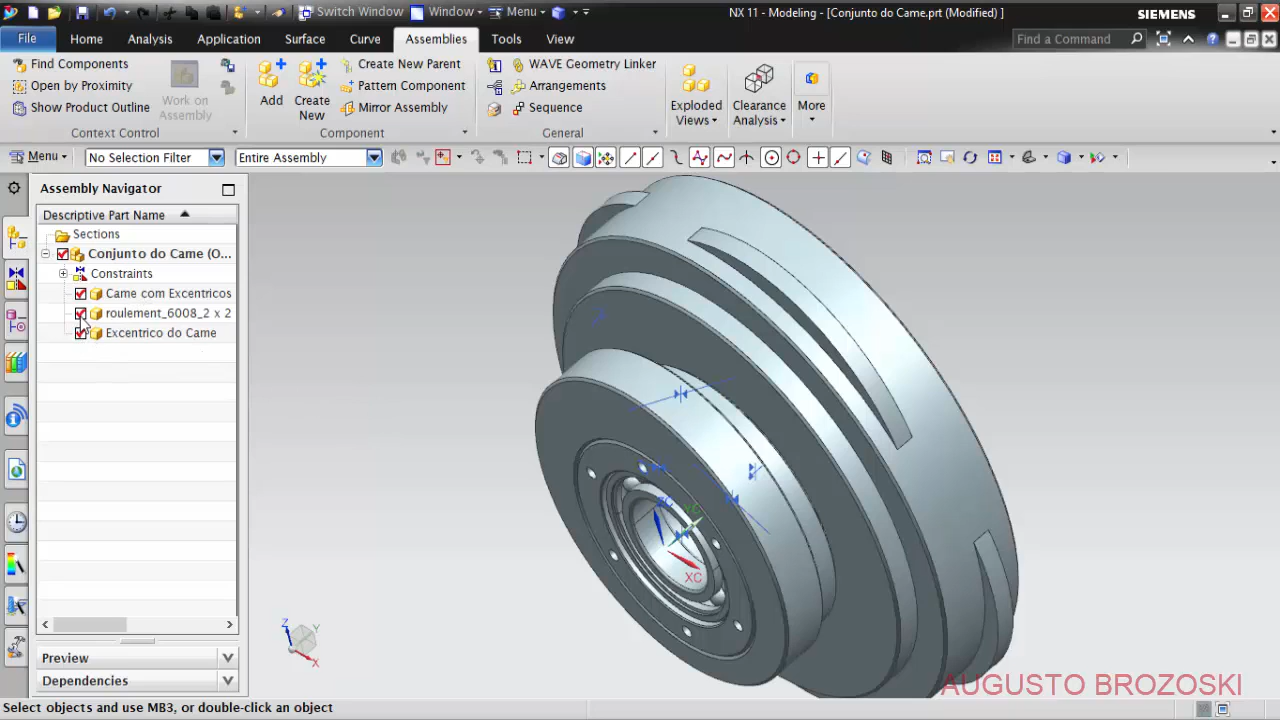 Switch Window Window Menu NX 11 - Modeling - [Conjunto do Came.prt (Modified) ] SIEMENS
File Home Analysis Application Surface Curve Assemblies Tools View Find a Command
Find Components
Open by Proximity
Show Product Outline
Work on
Assembly
Context Control
Add
Create
New
Create New Parent
Pattern Component
Mirror Assembly
Component
WAVE Geometry Linker
Arrangements
Sequence
General
Exploded
Views
Clearance
Analysis
More
Menu No Selection Filter Entire Assembly
Assembly Navigator
Descriptive Part Name
Sections
Conjunto do Came (O...
Constraints
Came com Excentricos
roulement_6008_2 x 2
Excentrico do Came
ZC
YC
XC
Z
Y
X
Preview
Dependencies
AUGUSTO BROZOSKI
Select objects and use MB3, or double-click an object